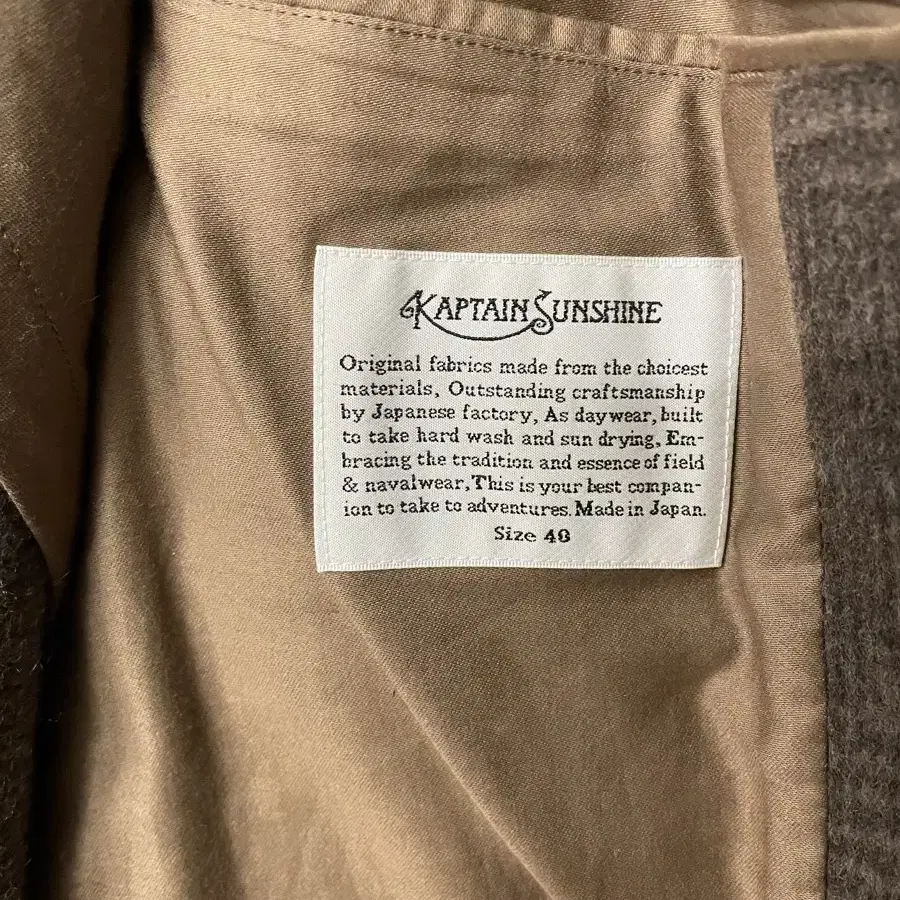 KAPTAIN SUNSHINE
Original fabrics made from the choicest
materials, Outstanding craftsmanship
by Japanese factory, As daywear, built
to take hard wash and sun drying, Em-
bracing the tradition and essence of field
& navalwear, This is your best compan-
ion to take to adventures. Made in Japan.
Size 40